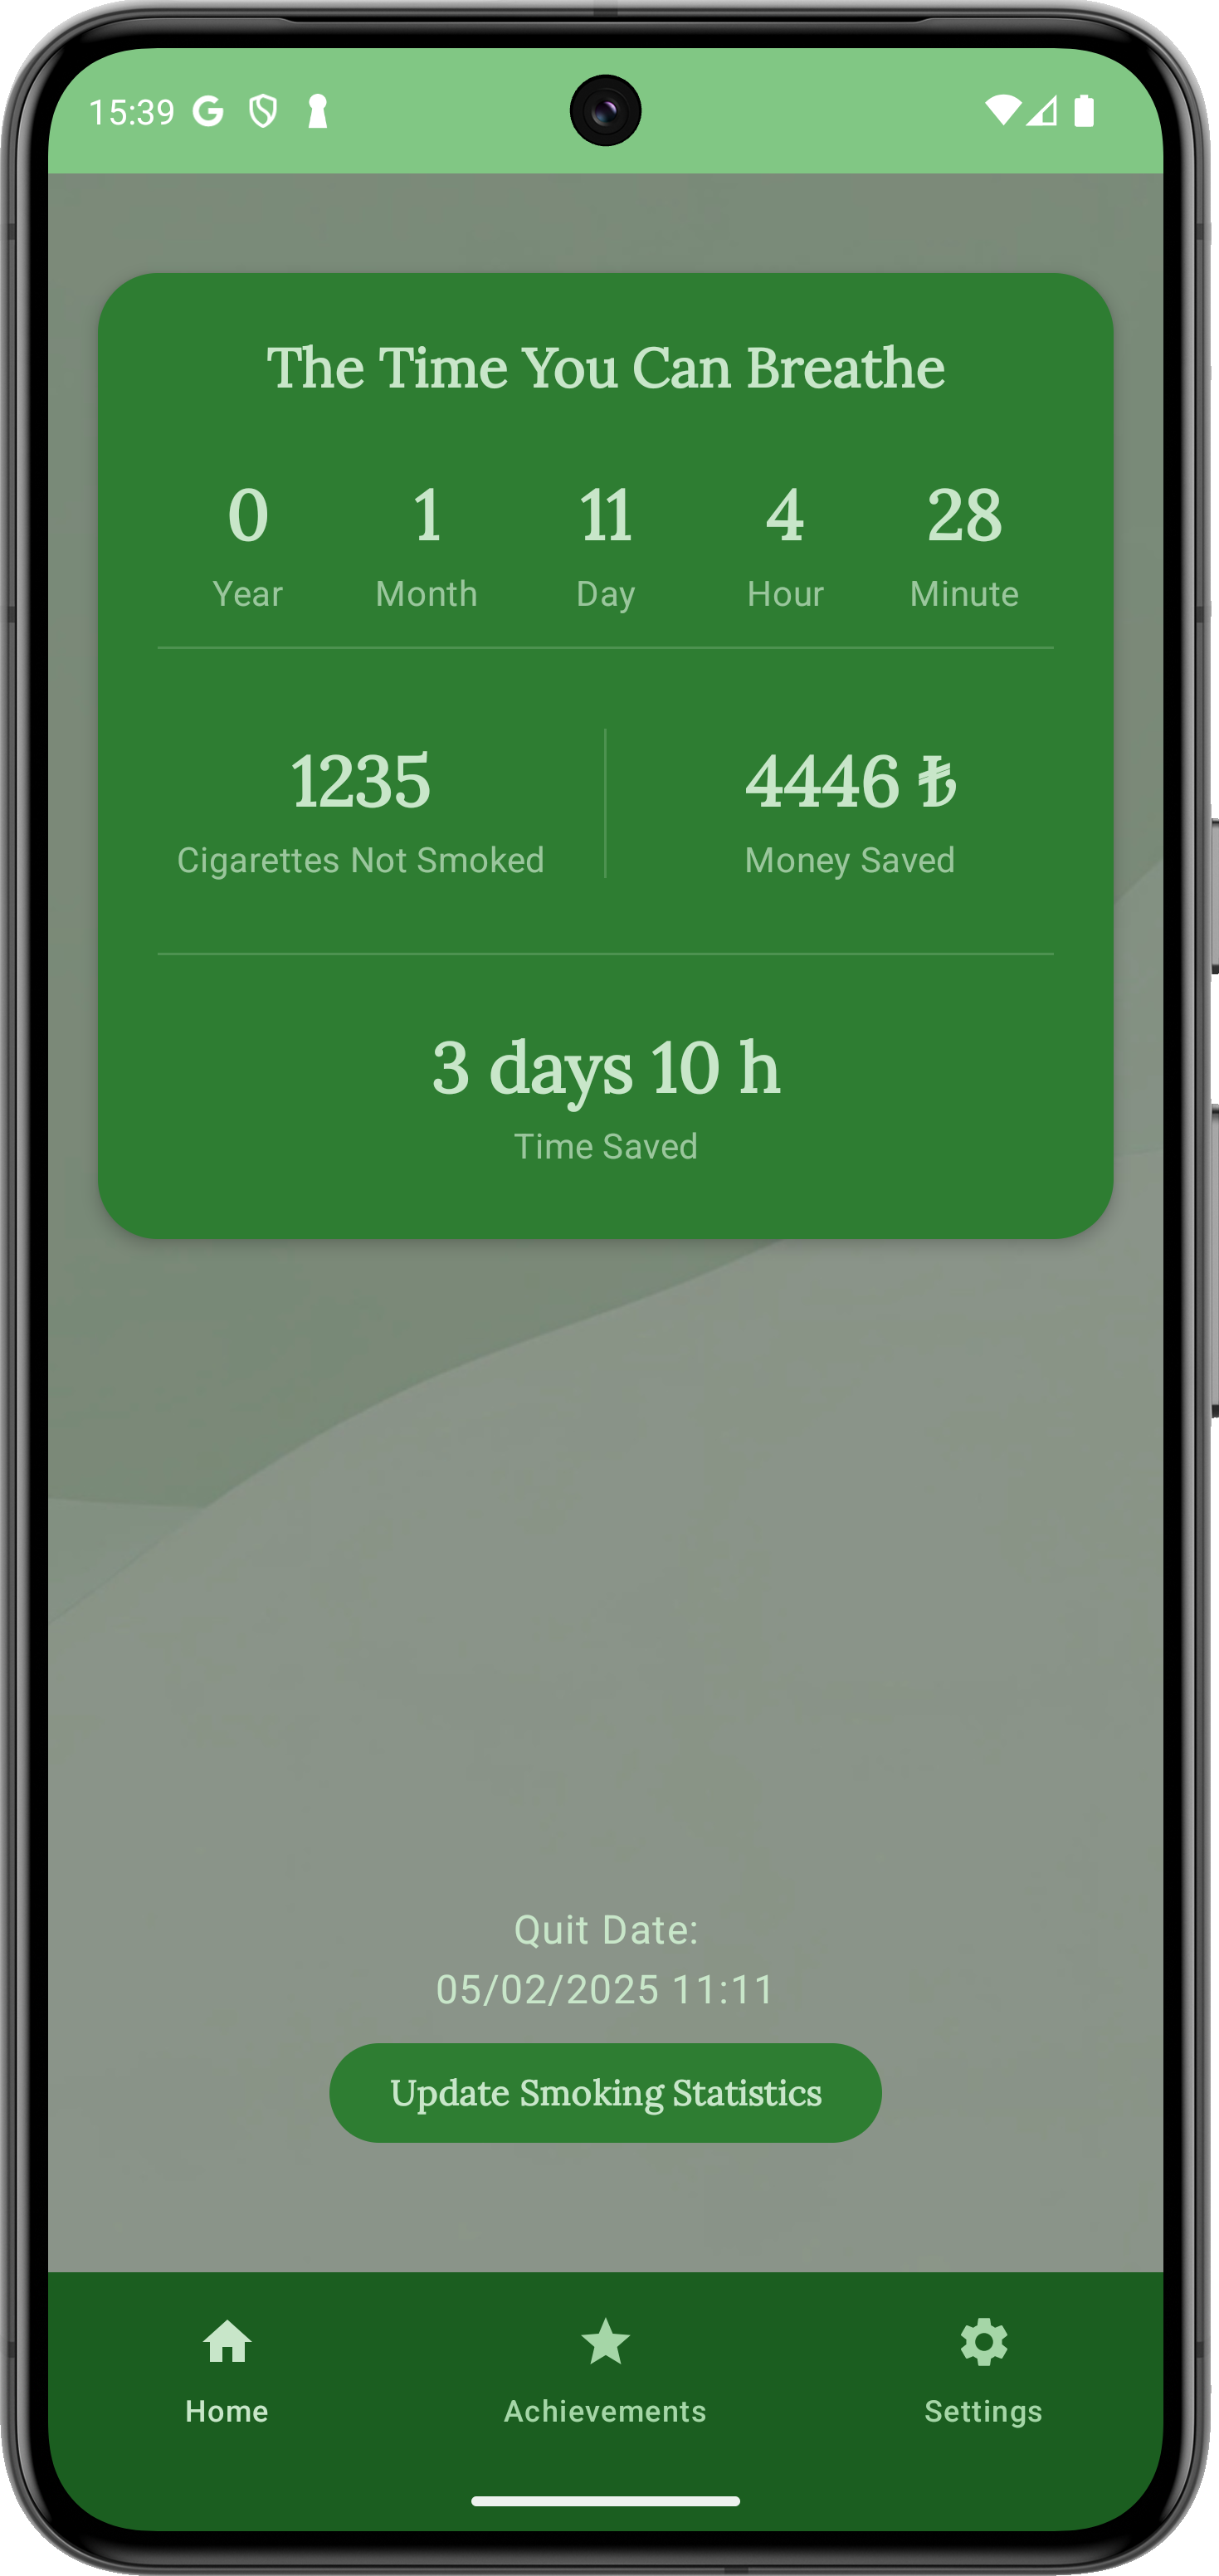 15:39
The Time You Can Breathe
0 1 11 4 28
Year Month Day Hour Minute
1235 4446 ₺
Cigarettes Not Smoked Money Saved
3 days 10 h
Time Saved
Quit Date:
05/02/2025 11:11
Update Smoking Statistics
Home Achievements Settings